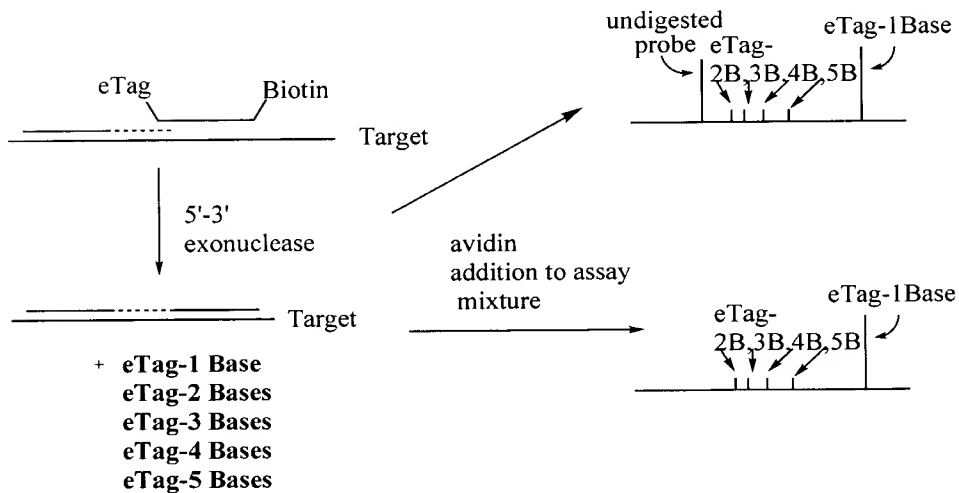 eTag
Biotin
Target
5'-3'
exonuclease
Target
+ eTag-1 Base
eTag-2 Bases
eTag-3 Bases
eTag-4 Bases
eTag-5 Bases
undigested
probe
eTag-
2B,3B,4B,5B
eTag-1Base
avidin
addition to assay
mixture
eTag-
2B,3B,4B,5B
eTag-1Base